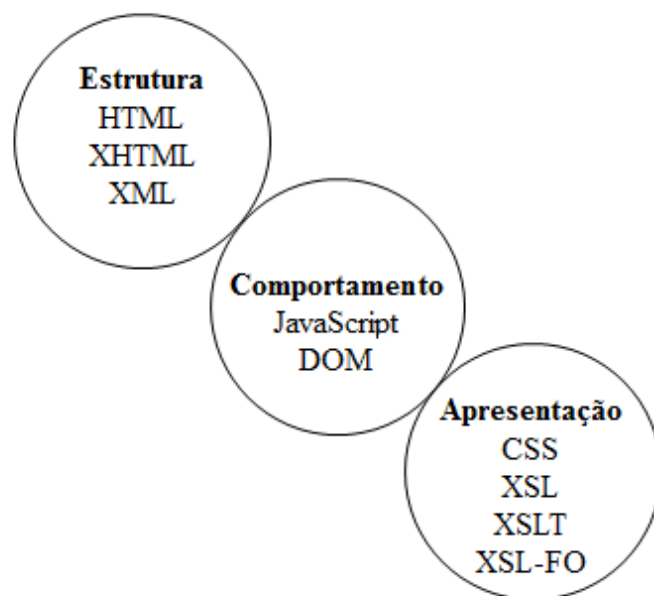 Estrutura
HTML
XHTML
XML
Comportamento
JavaScript
DOM
Apresentação
CSS
XSL
XSLT
XSL-FO